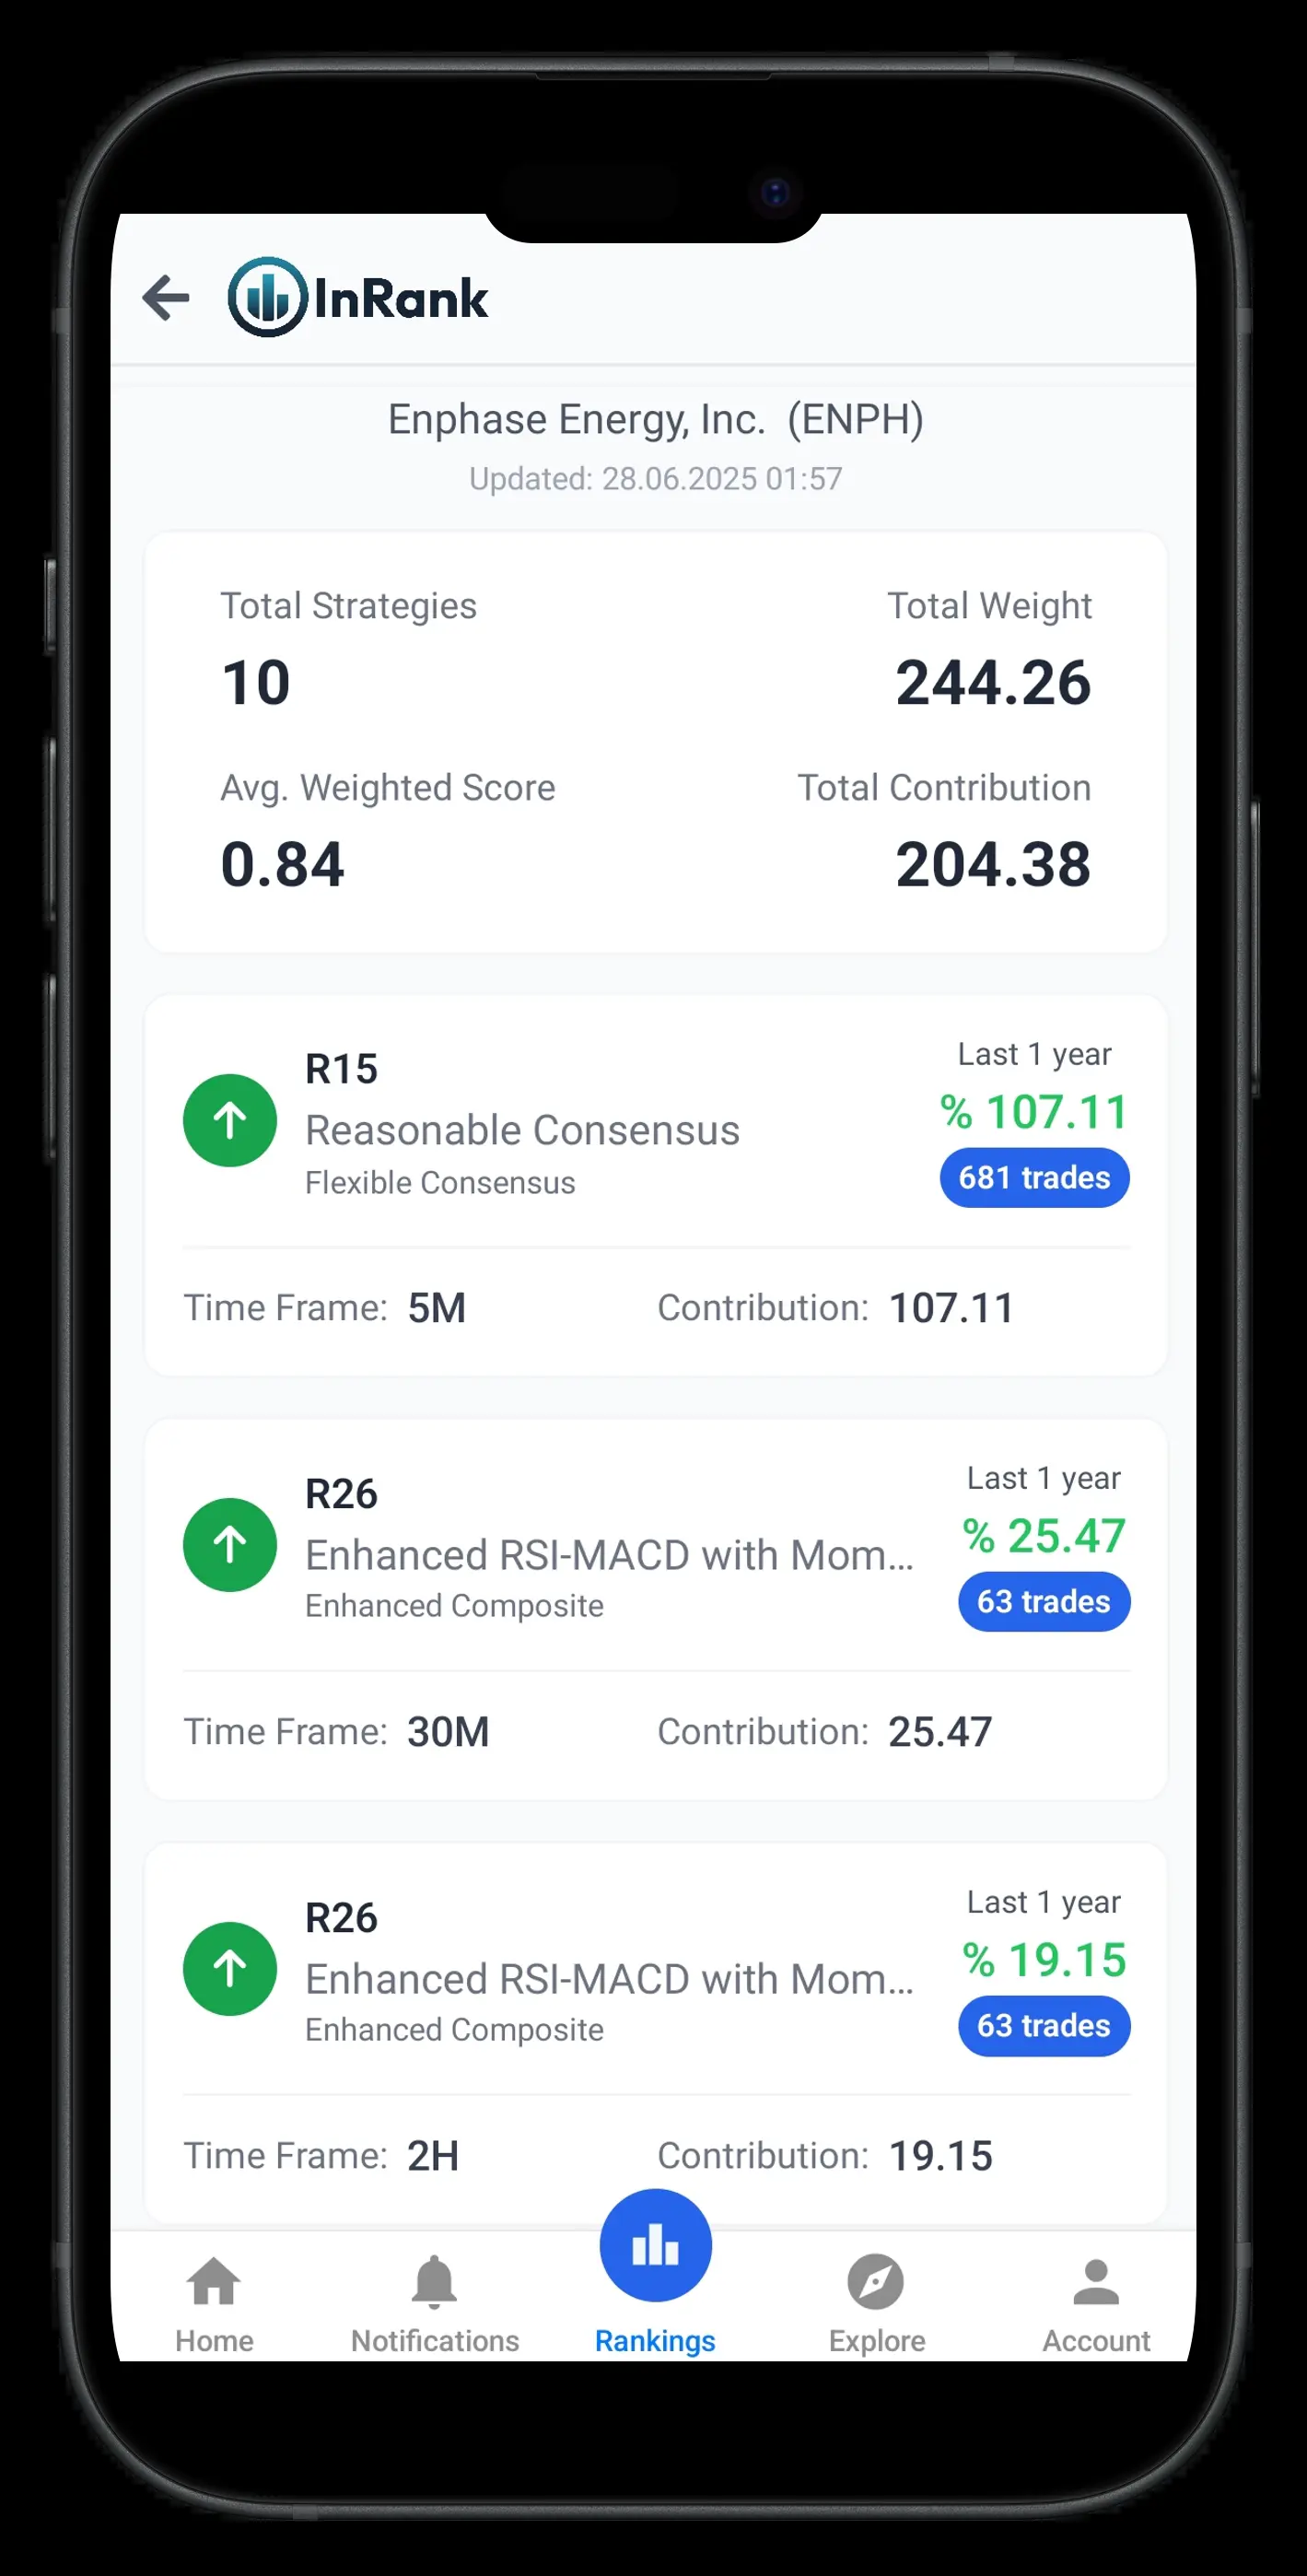 InRank
Enphase Energy, Inc. (ENPH)
Updated: 28.06.2025 01:57
Total Strategies
Total Weight
10
244.26
Avg. Weighted Score
Total Contribution
0.84
204.38
R15
Reasonable Consensus
Flexible Consensus
Last 1 year
% 107.11
681 trades
Time Frame: 5M
Contribution: 107.11
R26
Enhanced RSI-MACD with Mom...
Enhanced Composite
Last 1 year
% 25.47
63 trades
Time Frame: 30M
Contribution: 25.47
R26
Enhanced RSI-MACD with Mom...
Enhanced Composite
Last 1 year
% 19.15
63 trades
Time Frame: 2H
Contribution: 19.15
Home
Notifications
Rankings
Explore
Account